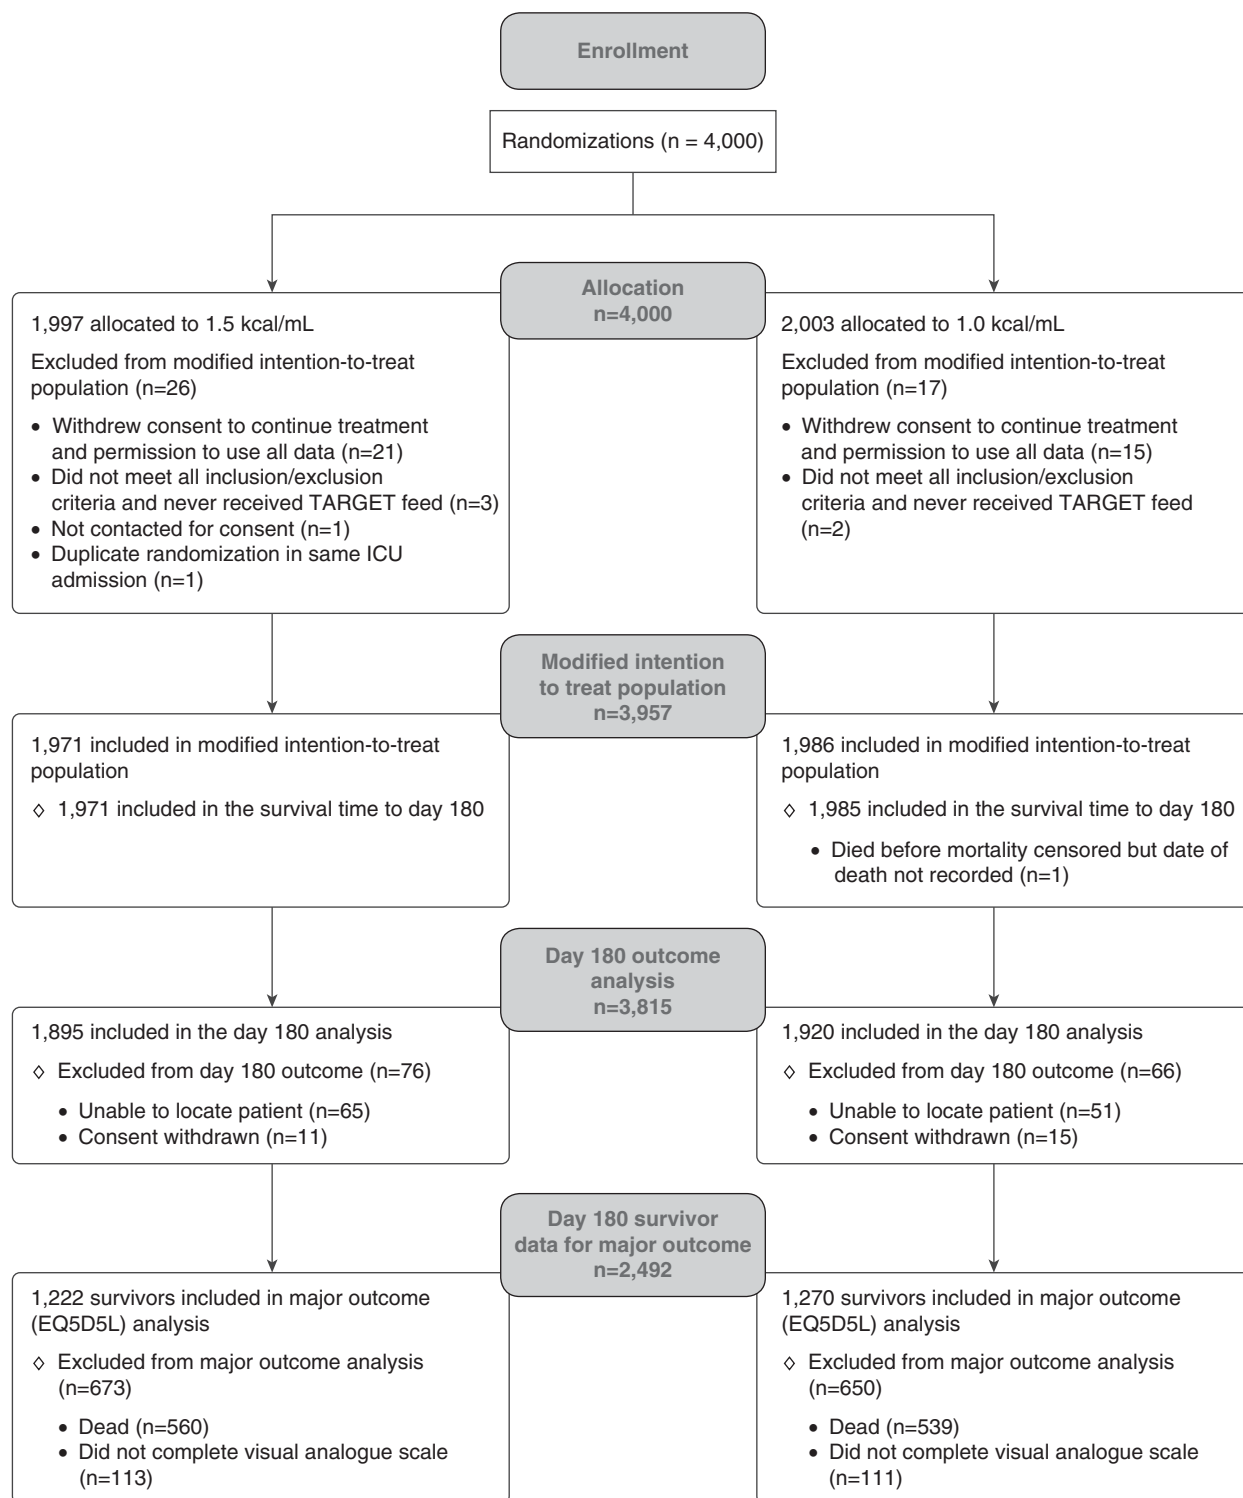 Enrollment
Randomizations (n = 4,000)
Allocation
n=4,000
1,997 allocated to 1.5 kcal/mL
Excluded from modified intention-to-treat
population (n=26)
• Withdrew consent to continue treatment
and permission to use all data (n=21)
• Did not meet all inclusion/exclusion
criteria and never received TARGET feed (n=3)
• Not contacted for consent (n=1)
• Duplicate randomization in same ICU
admission (n=1)
2,003 allocated to 1.0 kcal/mL
Excluded from modified intention-to-treat
population (n=17)
• Withdrew consent to continue treatment
and permission to use all data (n=15)
• Did not meet all inclusion/exclusion
criteria and never received TARGET feed
(n=2)
Modified intention
to treat population
n=3,957
1,971 included in modified intention-to-treat
population
◊ 1,971 included in the survival time to day 180
1,986 included in modified intention-to-treat
population
◊ 1,985 included in the survival time to day 180
• Died before mortality censored but date of
death not recorded (n=1)
Day 180 outcome
analysis
n=3,815
1,895 included in the day 180 analysis
◊ Excluded from day 180 outcome (n=76)
• Unable to locate patient (n=65)
• Consent withdrawn (n=11)
1,920 included in the day 180 analysis
◊ Excluded from day 180 outcome (n=66)
• Unable to locate patient (n=51)
• Consent withdrawn (n=15)
Day 180 survivor
data for major outcome
n=2,492
1,222 survivors included in major outcome
(EQ5D5L) analysis
◊ Excluded from major outcome analysis
(n=673)
• Dead (n=560)
• Did not complete visual analogue scale
(n=113)
1,270 survivors included in major outcome
(EQ5D5L) analysis
◊ Excluded from major outcome analysis
(n=650)
• Dead (n=539)
• Did not complete visual analogue scale
(n=111)